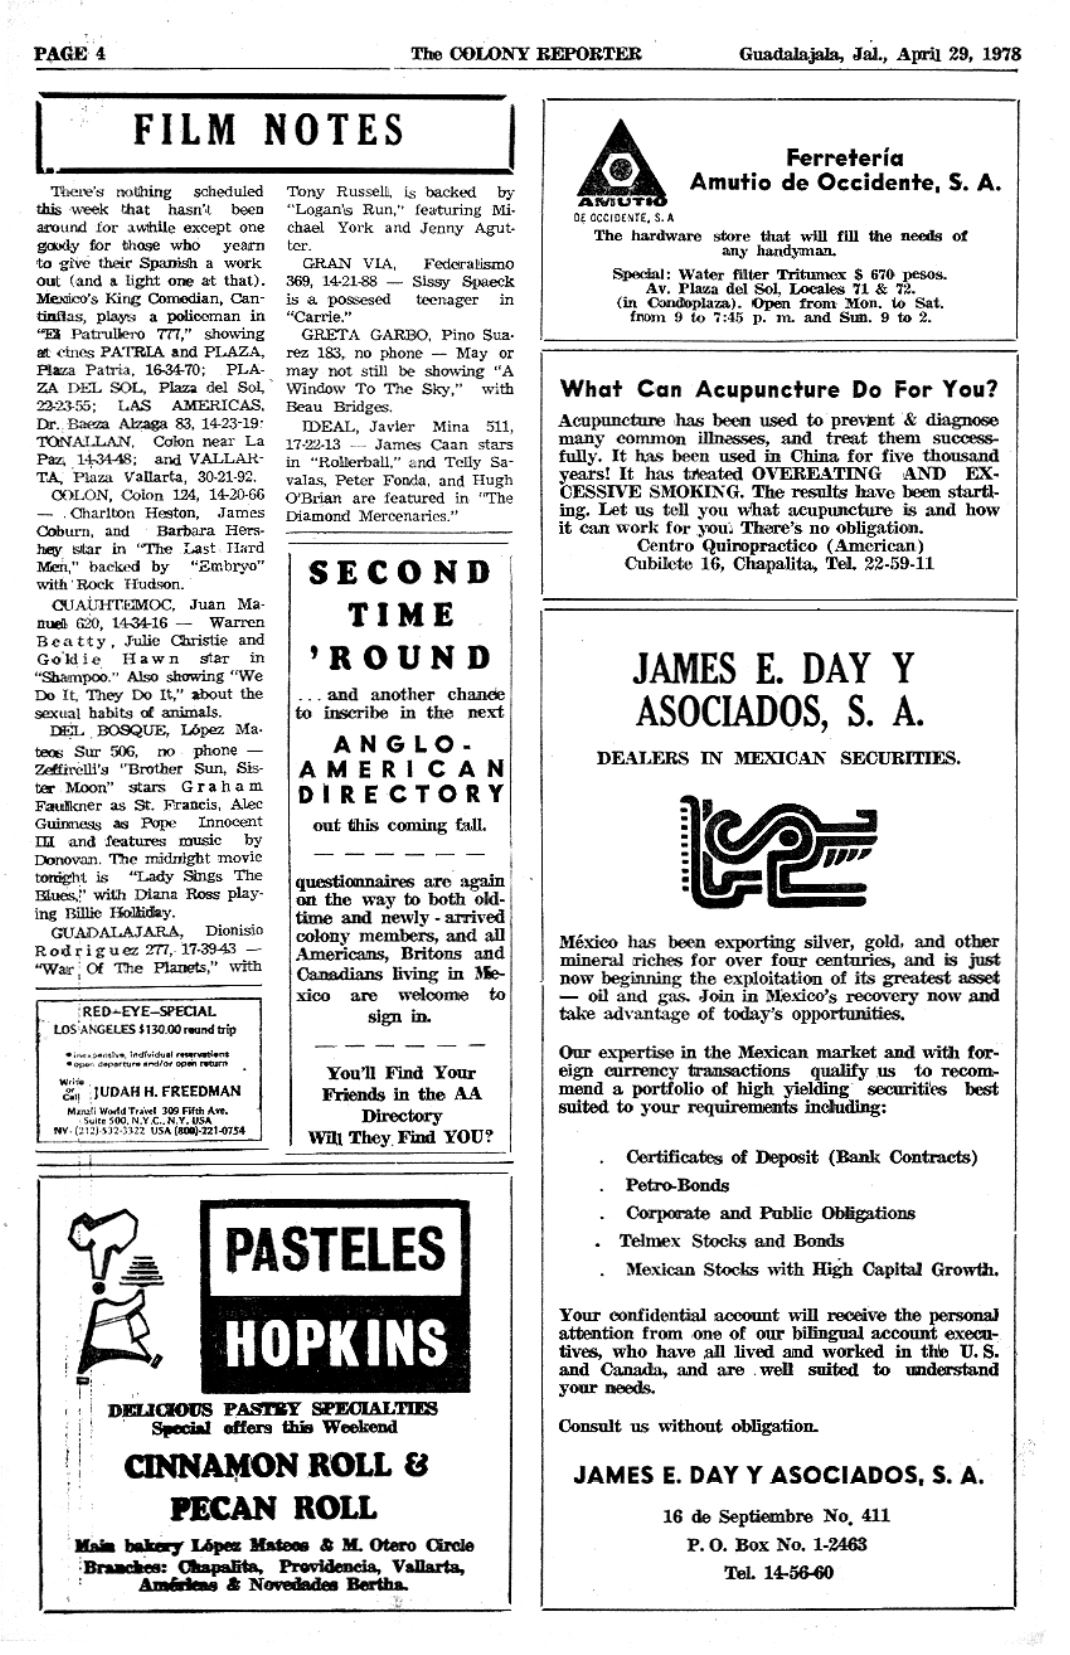 PAGE 4
The COLONY REPORTER
Guadalajala, Jal., April 29, 1978
FILM NOTES
There's nothing scheduled
this week that hasn't been
around for awhile except one
goody for those who yearn
to give their Spanish a work
out (and a light one at that).
Mexico's King Comedian, Can-
tinflas, plays a policeman in
"El Patrullero 777," showing
at cines PATRIA and PLAZA,
Plaza Patria, 16-34-70; PLA-
ZA DEL SOL, Plaza del Sol,
22-23-55; LAS AMERICAS,
Dr. Baeza Alzaga 83, 14-23-19:
TONALLAN, Colon near La
Paz, 14-34-48; and VALLAR-
TA, Plaza Vallarta, 30-21-92.
COLON, Colon 124, 14-20-66
— Charlton Heston, James
Coburn, and Barbara Hers-
hey star in "The Last Hard
Men," backed by "Embryo"
with Rock Hudson.
CUAUHTEMOC, Juan Ma-
nuel 620, 14-34-16 — Warren
Beatty, Julie Christie and
Goldie Hawn star in
"Shampoo." Also showing "We
Do It, They Do It," about the
sexual habits of animals.
DEL BOSQUE, López Ma-
teos Sur 506, no phone —
Zeffirelli's "Brother Sun, Sis-
ter Moon" stars Graham
Faulkner as St. Francis, Alec
Guinness as Pope Innocent
III and features music by
Donovan. The midnight movie
tonight is "Lady Sings The
Blues," with Diana Ross play-
ing Billie Holliday.
GUADALAJARA, Dionisio
Rodriguez 277, 17-39-43 —
"War Of The Planets," with
Tony Russell, is backed by
"Logan's Run," featuring Mi-
chael York and Jenny Agut-
ter.
GRAN VIA, Federalismo
369, 14-21-88 — Sissy Spaeck
is a possesed teenager in
"Carrie."
GRETA GARBO, Pino Sua-
rez 183, no phone — May or
may not still be showing "A
Window To The Sky," with
Beau Bridges.
IDEAL, Javier Mina 511,
17-22-13 — James Caan stars
in "Rollerball," and Telly Sa-
valas, Peter Fonda, and Hugh
O'Brian are featured in "The
Diamond Mercenaries."
RED-EYE-SPECIAL
LOS ANGELES $130.00 round trip
• inexpensive, individual reservations
• open departure and/or open return
Write
or
Call JUDAH H. FREEDMAN
Manzli World Travel 309 Fifth Ave.
Suite 500, N.Y.C., N.Y. USA
NY- (212)-532-3322 USA (800)-221-0754
SECOND
TIME
'ROUND
... and another chance
to inscribe in the next
ANGLO-
AMERICAN
DIRECTORY
out this coming fall.
questionnaires are again
on the way to both old-
time and newly - arrived
colony members, and all
Americans, Britons and
Canadians living in Me-
xico are welcome to
sign in.
You'll Find Your
Friends in the AA
Directory
Will They Find YOU?
PASTELES
HOPKINS
DELICIOUS PASTRY SPECIALTIES
Special offers this Weekend
CINNAMON ROLL &
PECAN ROLL
Main bakery López Mateos & M. Otero Circle
Branches: Chapalita, Providencia, Vallarta,
Américas & Novedades Bertha.
AMUTIO
DE OCCIDENTE, S. A
Ferretería
Amutio de Occidente, S. A.
The hardware store that will fill the needs of
any handyman.
Special: Water filter Tritumex $ 670 pesos.
Av. Plaza del Sol, Locales 71 & 72.
(in Condoplaza). Open from Mon. to Sat.
from 9 to 7:45 p. m. and Sun. 9 to 2.
What Can Acupuncture Do For You?
Acupuncture has been used to prevent & diagnose
many common illnesses, and treat them success-
fully. It has been used in China for five thousand
years! It has treated OVEREATING AND EX-
CESSIVE SMOKING. The results have been startl-
ing. Let us tell you what acupuncture is and how
it can work for you. There's no obligation.
Centro Quiropractico (American)
Cubilete 16, Chapalita, Tel. 22-59-11
JAMES E. DAY Y
ASOCIADOS, S. A.
DEALERS IN MEXICAN SECURITIES.
México has been exporting silver, gold, and other
mineral riches for over four centuries, and is just
now beginning the exploitation of its greatest asset
— oil and gas. Join in Mexico's recovery now and
take advantage of today's opportunities.
Our expertise in the Mexican market and with for-
eign currency transactions qualify us to recom-
mend a portfolio of high yielding securities best
suited to your requirements including:
. Certificates of Deposit (Bank Contracts)
. Petro-Bonds
. Corporate and Public Obligations
. Telmex Stocks and Bonds
. Mexican Stocks with High Capital Growth.
Your confidential account will receive the personal
attention from one of our bilingual account execu-
tives, who have all lived and worked in the U. S.
and Canada, and are well suited to understand
your needs.
Consult us without obligation.
JAMES E. DAY Y ASOCIADOS, S. A.
16 de Septiembre No. 411
P. O. Box No. 1-2463
Tel. 14-56-60